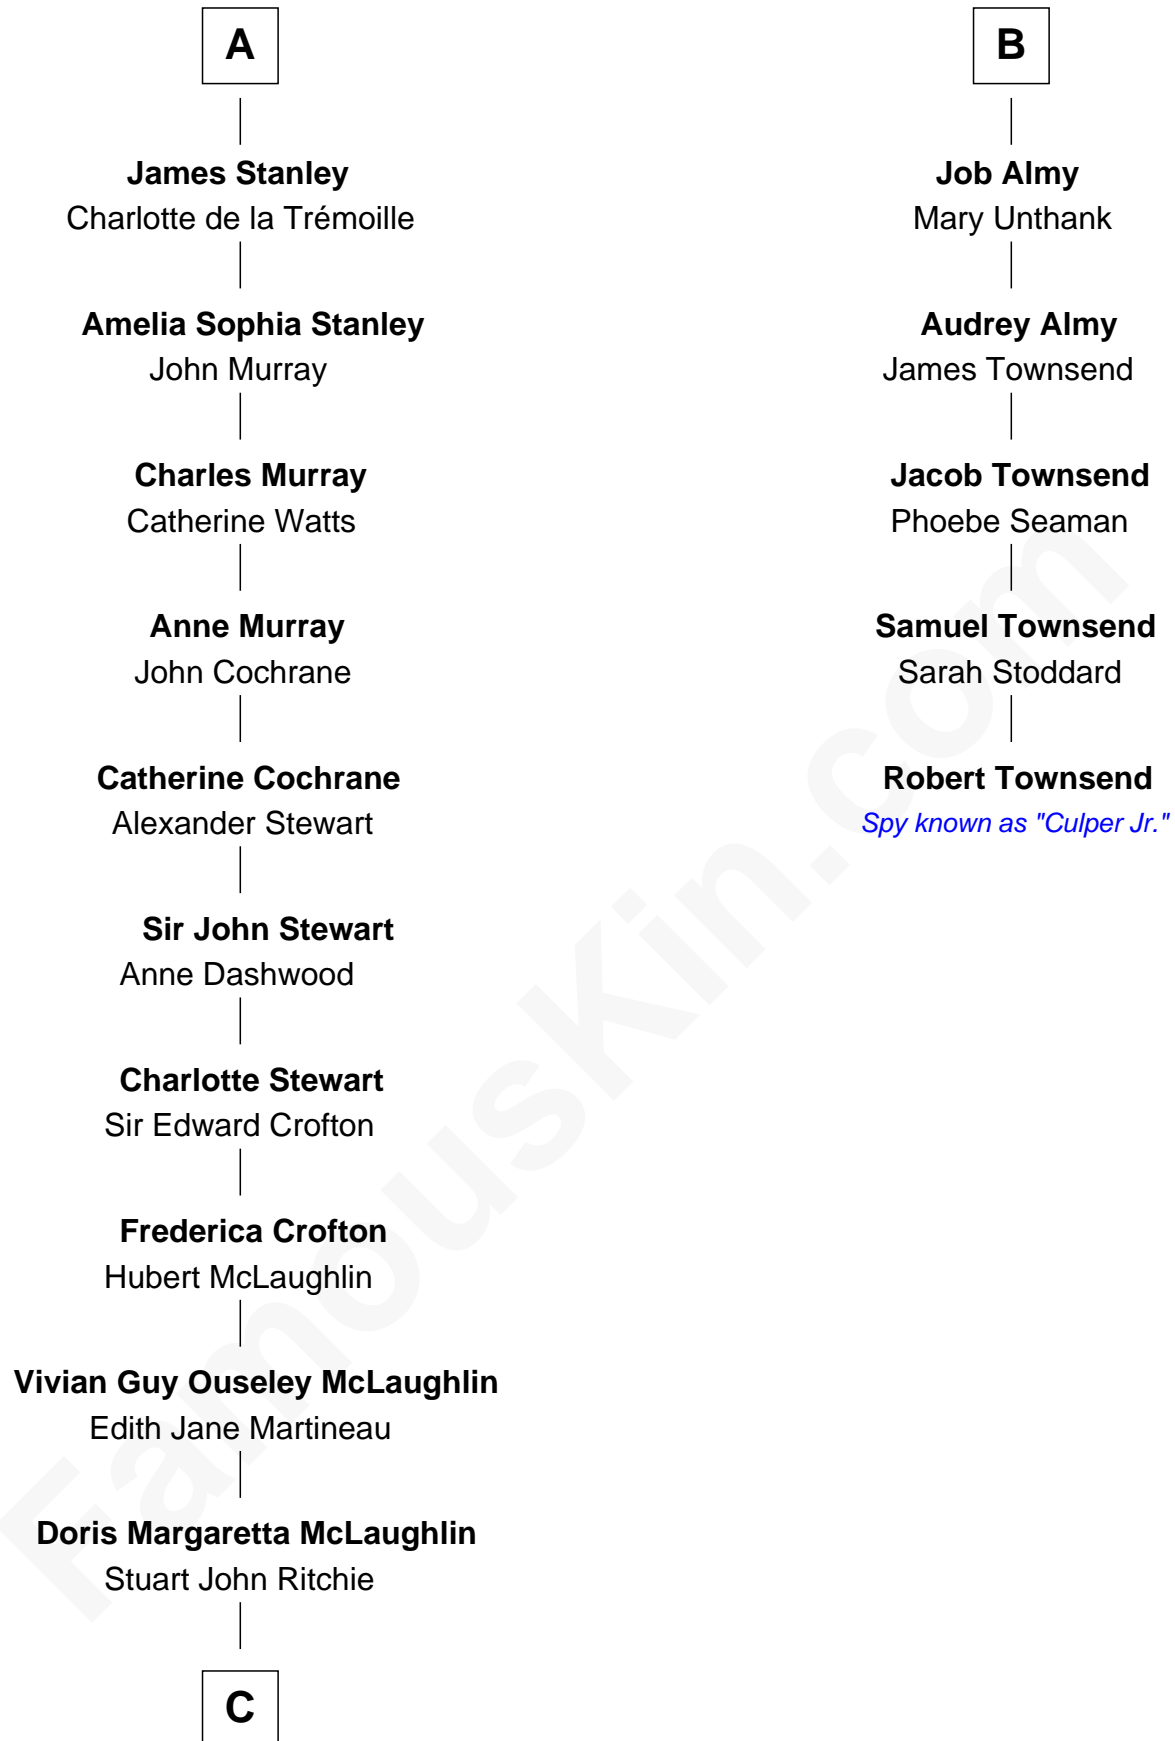 A
James Stanley
Charlotte de la Trémoille
Amelia Sophia Stanley
John Murray
Charles Murray
Catherine Watts
Anne Murray
John Cochrane
Catherine Cochrane
Alexander Stewart
Sir John Stewart
Anne Dashwood
Charlotte Stewart
Sir Edward Crofton
Frederica Crofton
Hubert McLaughlin
Vivian Guy Ouseley McLaughlin
Edith Jane Martineau
Doris Margaretta McLaughlin
Stuart John Ritchie
C
B
Job Almy
Mary Unthank
Audrey Almy
James Townsend
Jacob Townsend
Phoebe Seaman
Samuel Townsend
Sarah Stoddard
Robert Townsend
Spy known as "Culper Jr."
FamousKin.com